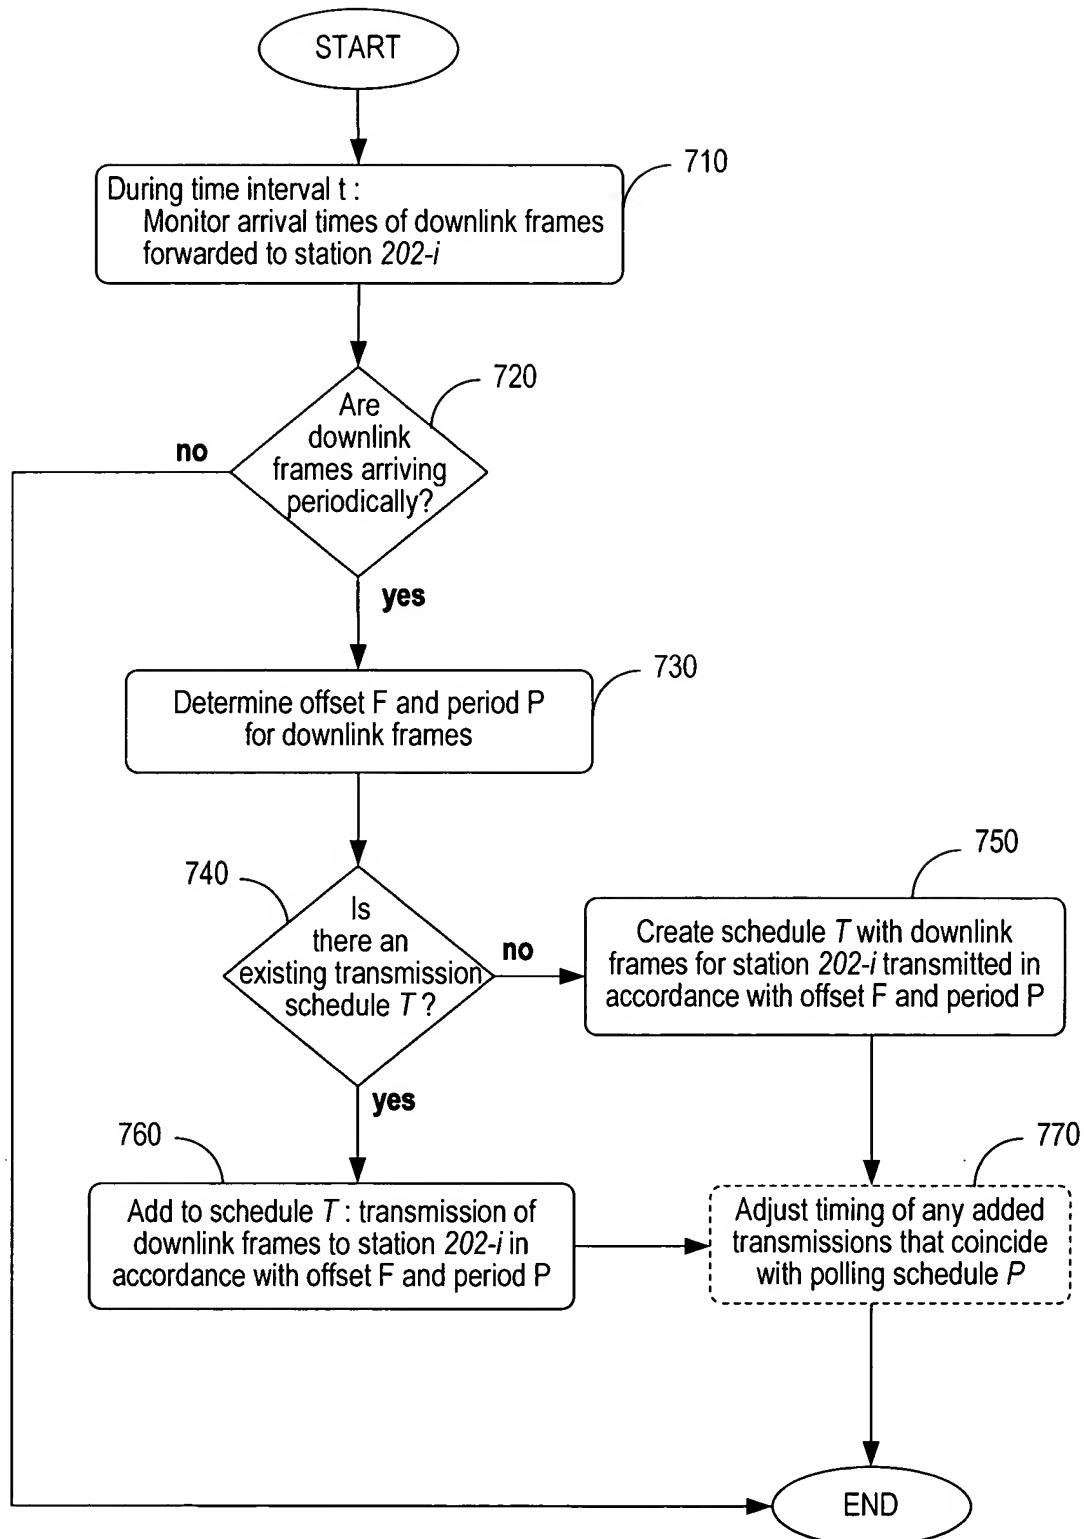 START
710
During time interval t :
Monitor arrival times of downlink frames
forwarded to station 202-i
720
Are
downlink
frames arriving
periodically?
no
yes
730
Determine offset F and period P
for downlink frames
740
Is
there an
existing transmission
schedule T ?
no
750
Create schedule T with downlink
frames for station 202-i transmitted in
accordance with offset F and period P
yes
760
Add to schedule T : transmission of
downlink frames to station 202-i in
accordance with offset F and period P
770
Adjust timing of any added
transmissions that coincide
with polling schedule P
END